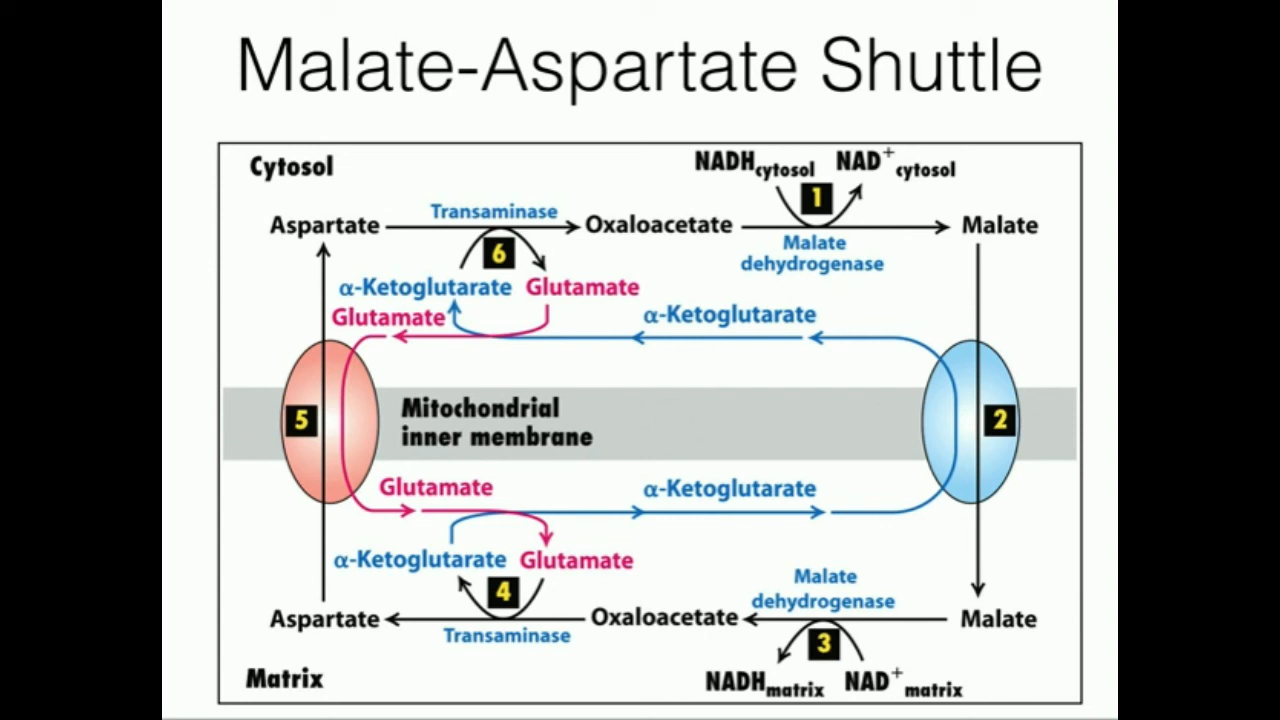 Malate-Aspartate Shuttle
Cytosol
NADHcytosol NAD+cytosol
1
Aspartate Transaminase Oxaloacetate Malate
Malate
dehydrogenase
6
α-Ketoglutarate Glutamate
Glutamate α-Ketoglutarate
5 Mitochondrial
inner membrane 2
Glutamate α-Ketoglutarate
α-Ketoglutarate Glutamate
4
Malate
dehydrogenase
Aspartate Oxaloacetate Malate
Transaminase
3
Matrix
NADHmatrix NAD+matrix